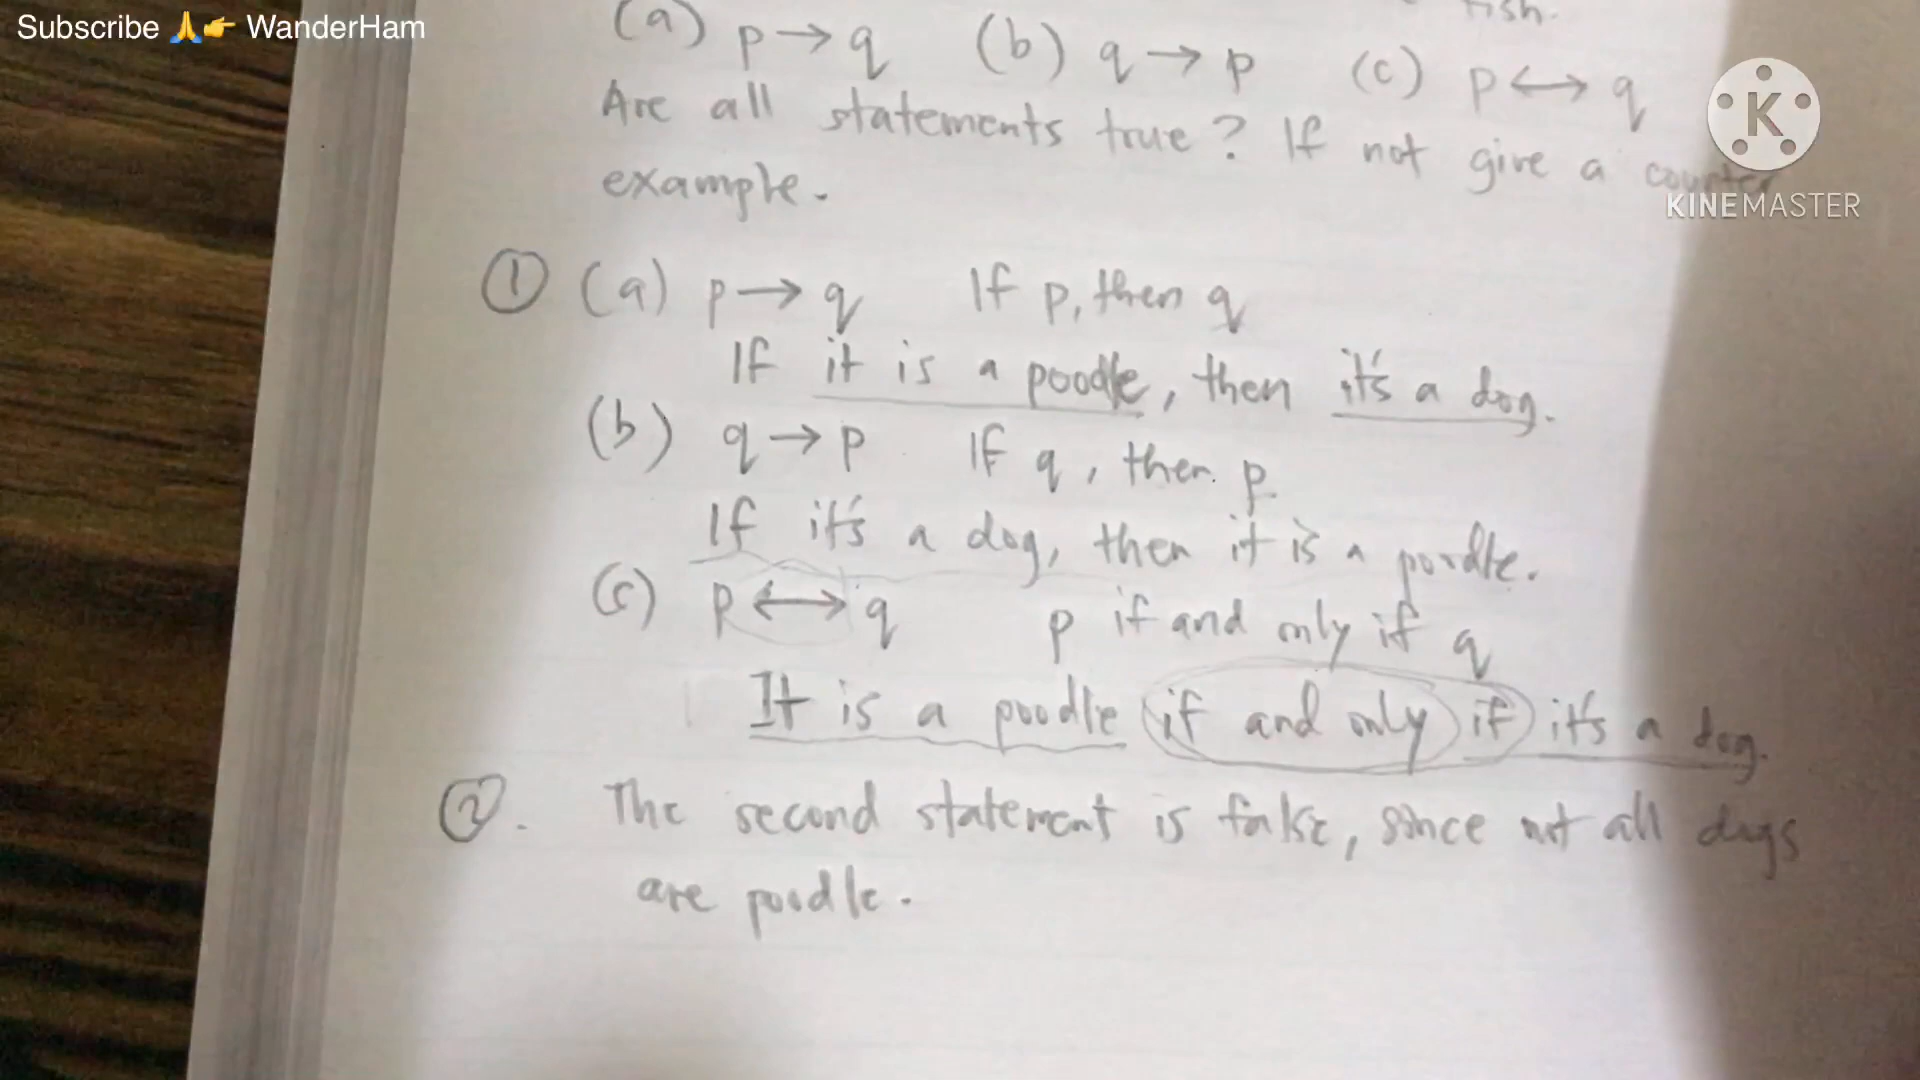 Subscribe 🙏👉 WanderHam
fish.
(a) p → q (b) q → p (c) p ↔ q
Are all statements true? If not give a counter
example.
K
KINEMASTER
① (a) p → q If p, then q
If it is a poodle, then it's a dog.
(b) q → p If q, then p
If it's a dog, then it is a poodle.
(c) p ↔ q p if and only if q
It is a poodle if and only if it's a dog.
②. The second statement is false, since not all dogs
are poodle.